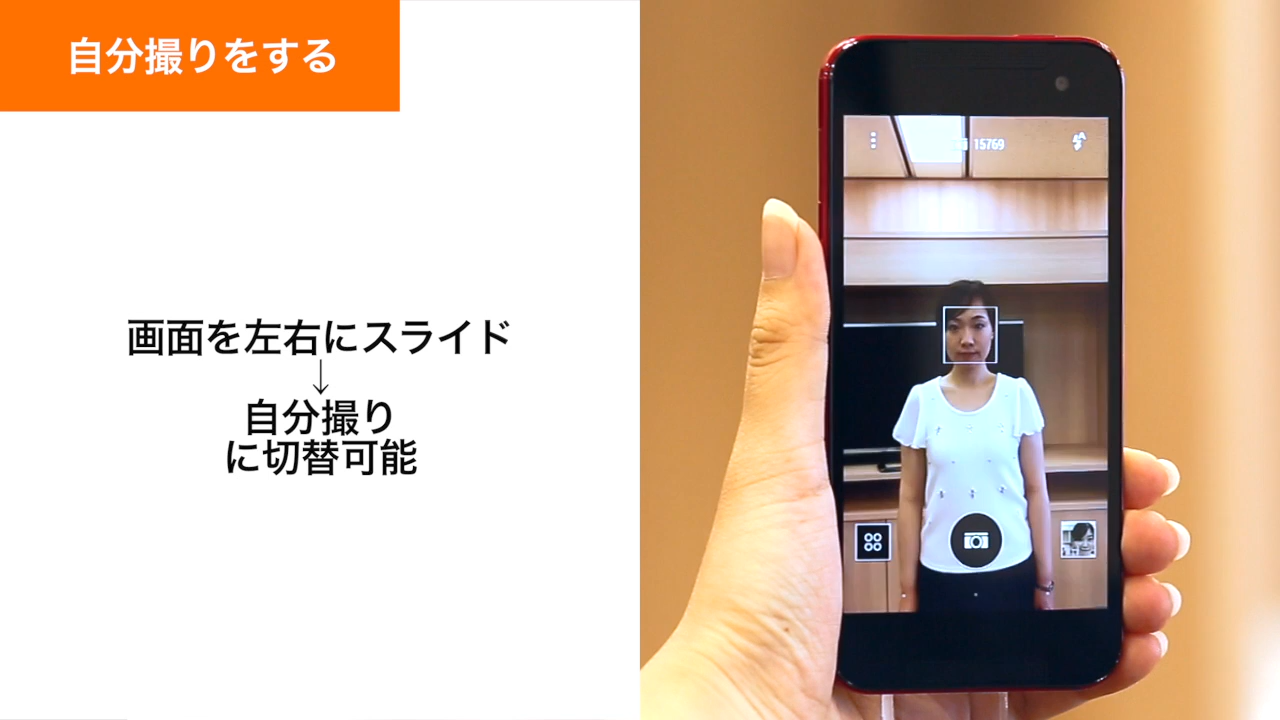 自分撮りをする
画面を左右にスライド
↓
自分撮り
に切替可能
15769